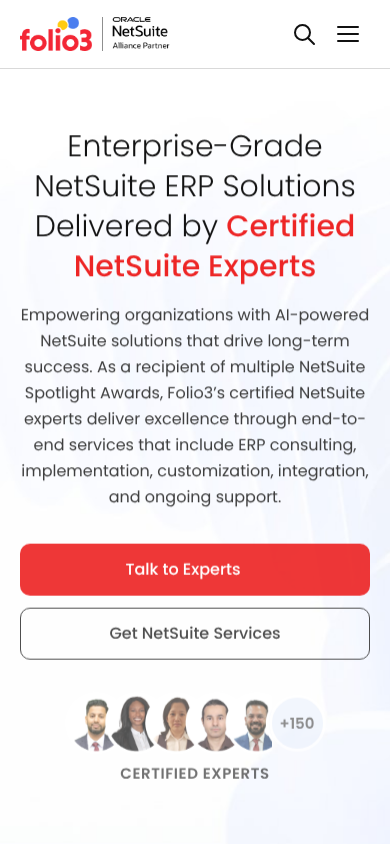 folio3
ORACLE
NetSuite
Alliance Partner
Enterprise-Grade
NetSuite ERP Solutions
Delivered by Certified
NetSuite Experts
Empowering organizations with AI-powered
NetSuite solutions that drive long-term
success. As a recipient of multiple NetSuite
Spotlight Awards, Folio3’s certified NetSuite
experts deliver excellence through end-to-
end services that include ERP consulting,
implementation, customization, integration,
and ongoing support.
Talk to Experts
Get NetSuite Services
+150
CERTIFIED EXPERTS